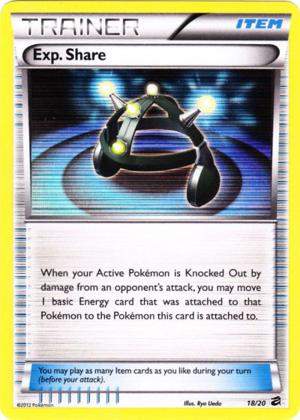 TRAINER ITEM
Exp. Share
When your Active Pokémon is Knocked Out by
damage from an opponent's attack, you may move
1 basic Energy card that was attached to that
Pokémon to the Pokémon this card is attached to.
You may play as many Item cards as you like during your turn
(before your attack).
©2012 Pokémon Illus. Ryo Ueda 18/20